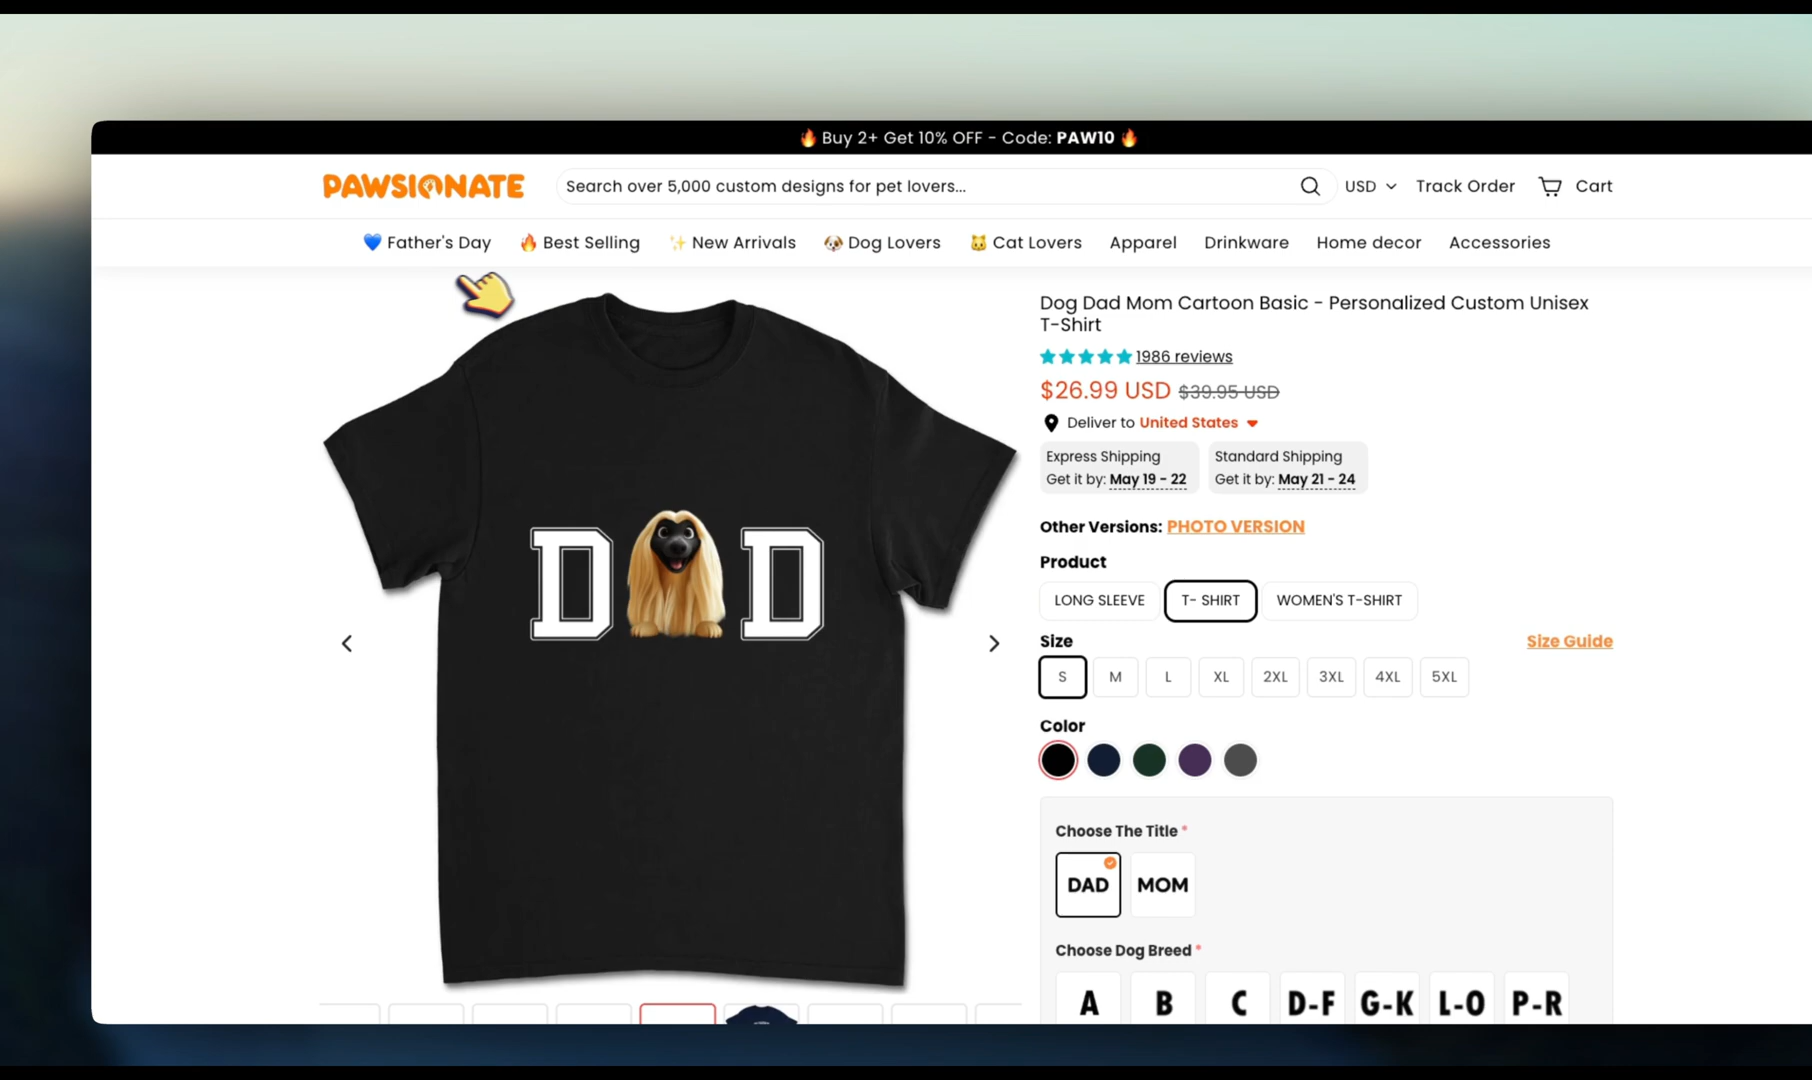 🔥 Buy 2+ Get 10% OFF - Code: PAW10 🔥
PAWSIONATE
Search over 5,000 custom designs for pet lovers...
USD
Track Order
Cart
💙 Father's Day
🔥 Best Selling
✨ New Arrivals
🐶 Dog Lovers
🐱 Cat Lovers
Apparel
Drinkware
Home decor
Accessories
D D
Dog Dad Mom Cartoon Basic - Personalized Custom Unisex
T-Shirt
1986 reviews
$26.99 USD $39.95 USD
Deliver to United States
Express Shipping
Get it by: May 19 - 22
Standard Shipping
Get it by: May 21 - 24
Other Versions: PHOTO VERSION
Product
LONG SLEEVE
T- SHIRT
WOMEN'S T-SHIRT
Size
Size Guide
S
M
L
XL
2XL
3XL
4XL
5XL
Color
Choose The Title *
DAD
MOM
Choose Dog Breed *
A
B
C
D-F
G-K
L-O
P-R